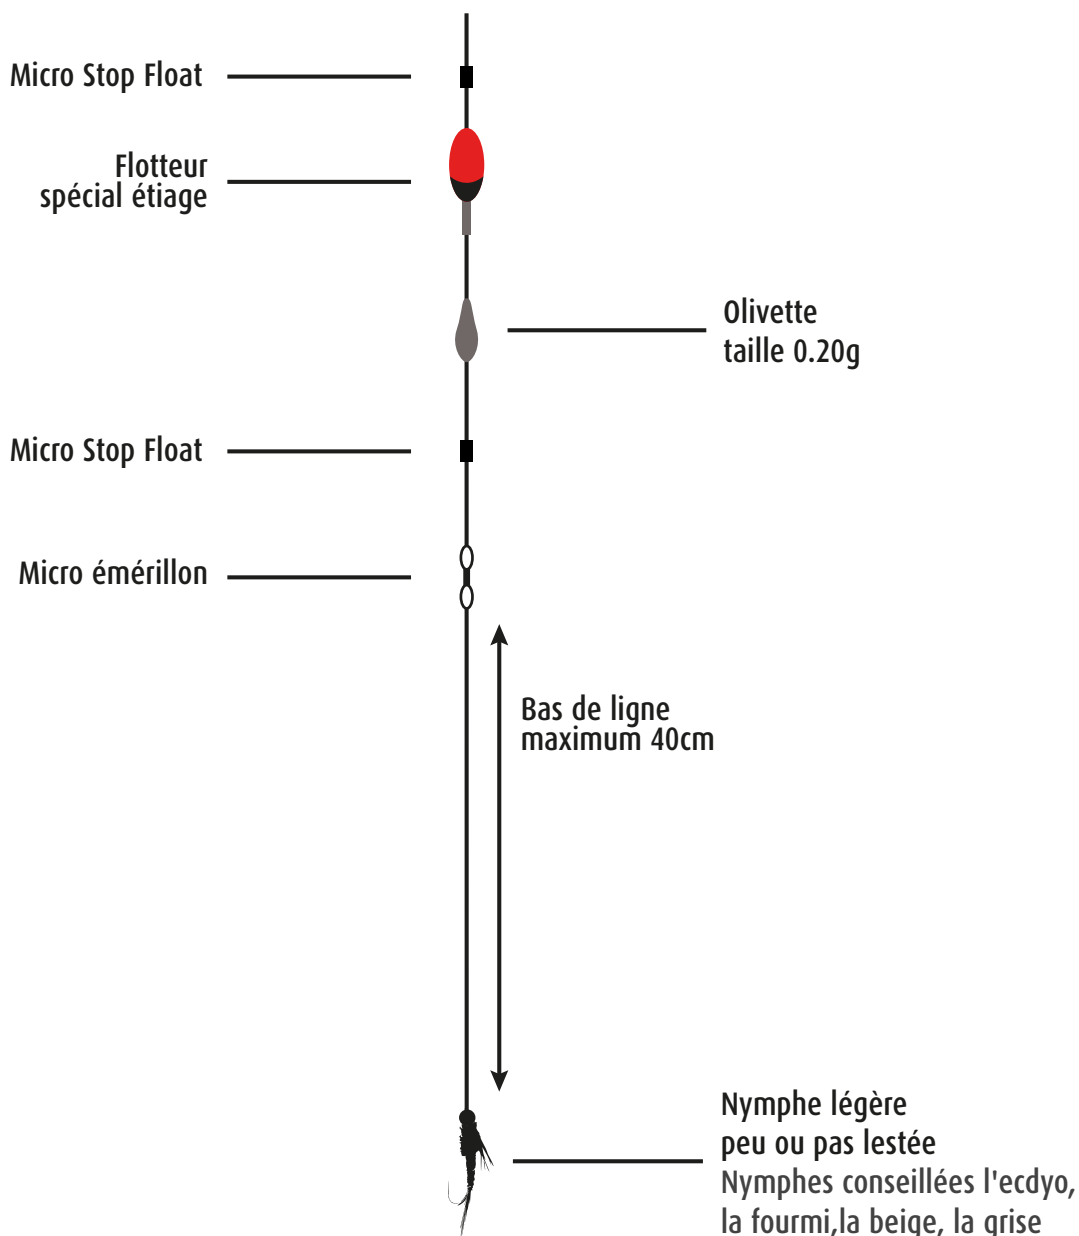 Micro Stop Float
Flotteur
spécial étiage
Olivette
taille 0.20g
Micro Stop Float
Micro émérillon
Bas de ligne
maximum 40cm
Nymphe légère
peu ou pas lestée
Nymphes conseillées l'ecdyo,
la fourmi,la beige, la grise